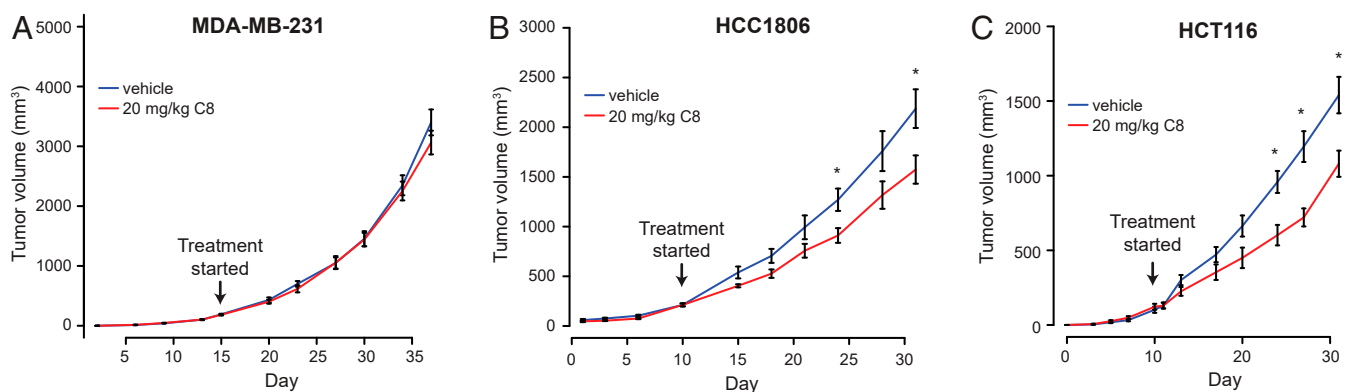 A
MDA-MB-231
Tumor volume (mm³)
5000
4000
3000
2000
1000
0
vehicle
20 mg/kg C8
Treatment
started
5
10
15
20
25
30
35
Day
B
HCC1806
Tumor volume (mm³)
3000
2500
2000
1500
1000
500
0
vehicle
20 mg/kg C8
Treatment
started
*
*
0
5
10
15
20
25
30
Day
C
HCT116
Tumor volume (mm³)
2000
1500
1000
500
0
vehicle
20 mg/kg C8
Treatment
started
*
*
*
0
10
20
30
Day